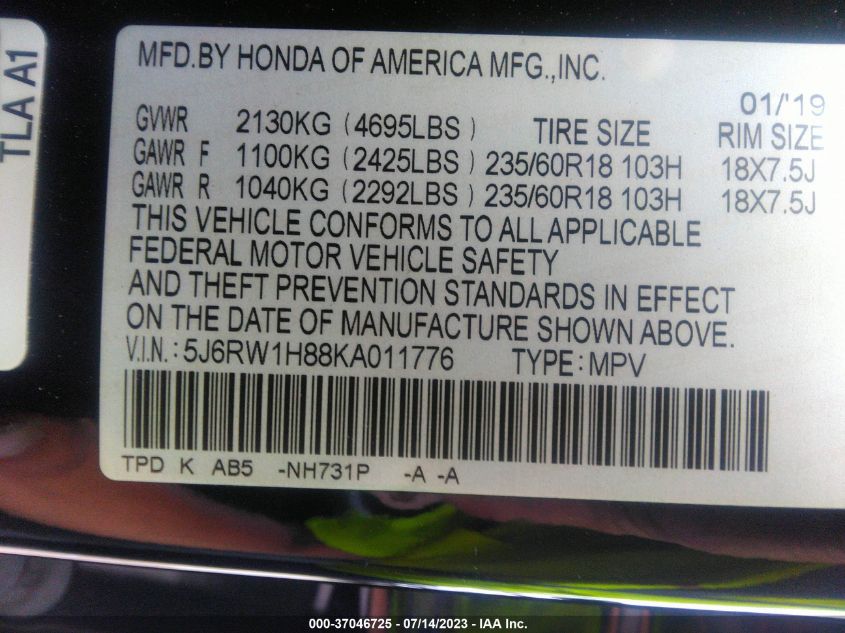 TLA A1
MFD.BY HONDA OF AMERICA MFG.,INC.
01/'19
GVWR 2130KG (4695LBS) TIRE SIZE RIM SIZE
GAWR F 1100KG (2425LBS) 235/60R18 103H 18X7.5J
GAWR R 1040KG (2292LBS) 235/60R18 103H 18X7.5J
THIS VEHICLE CONFORMS TO ALL APPLICABLE
FEDERAL MOTOR VEHICLE SAFETY
AND THEFT PREVENTION STANDARDS IN EFFECT
ON THE DATE OF MANUFACTURE SHOWN ABOVE.
V.I.N.: 5J6RW1H88KA011776 TYPE: MPV
TPD K AB5 -NH731P -A -A
000-37046725 / 07/14/2023 - IAA Inc.